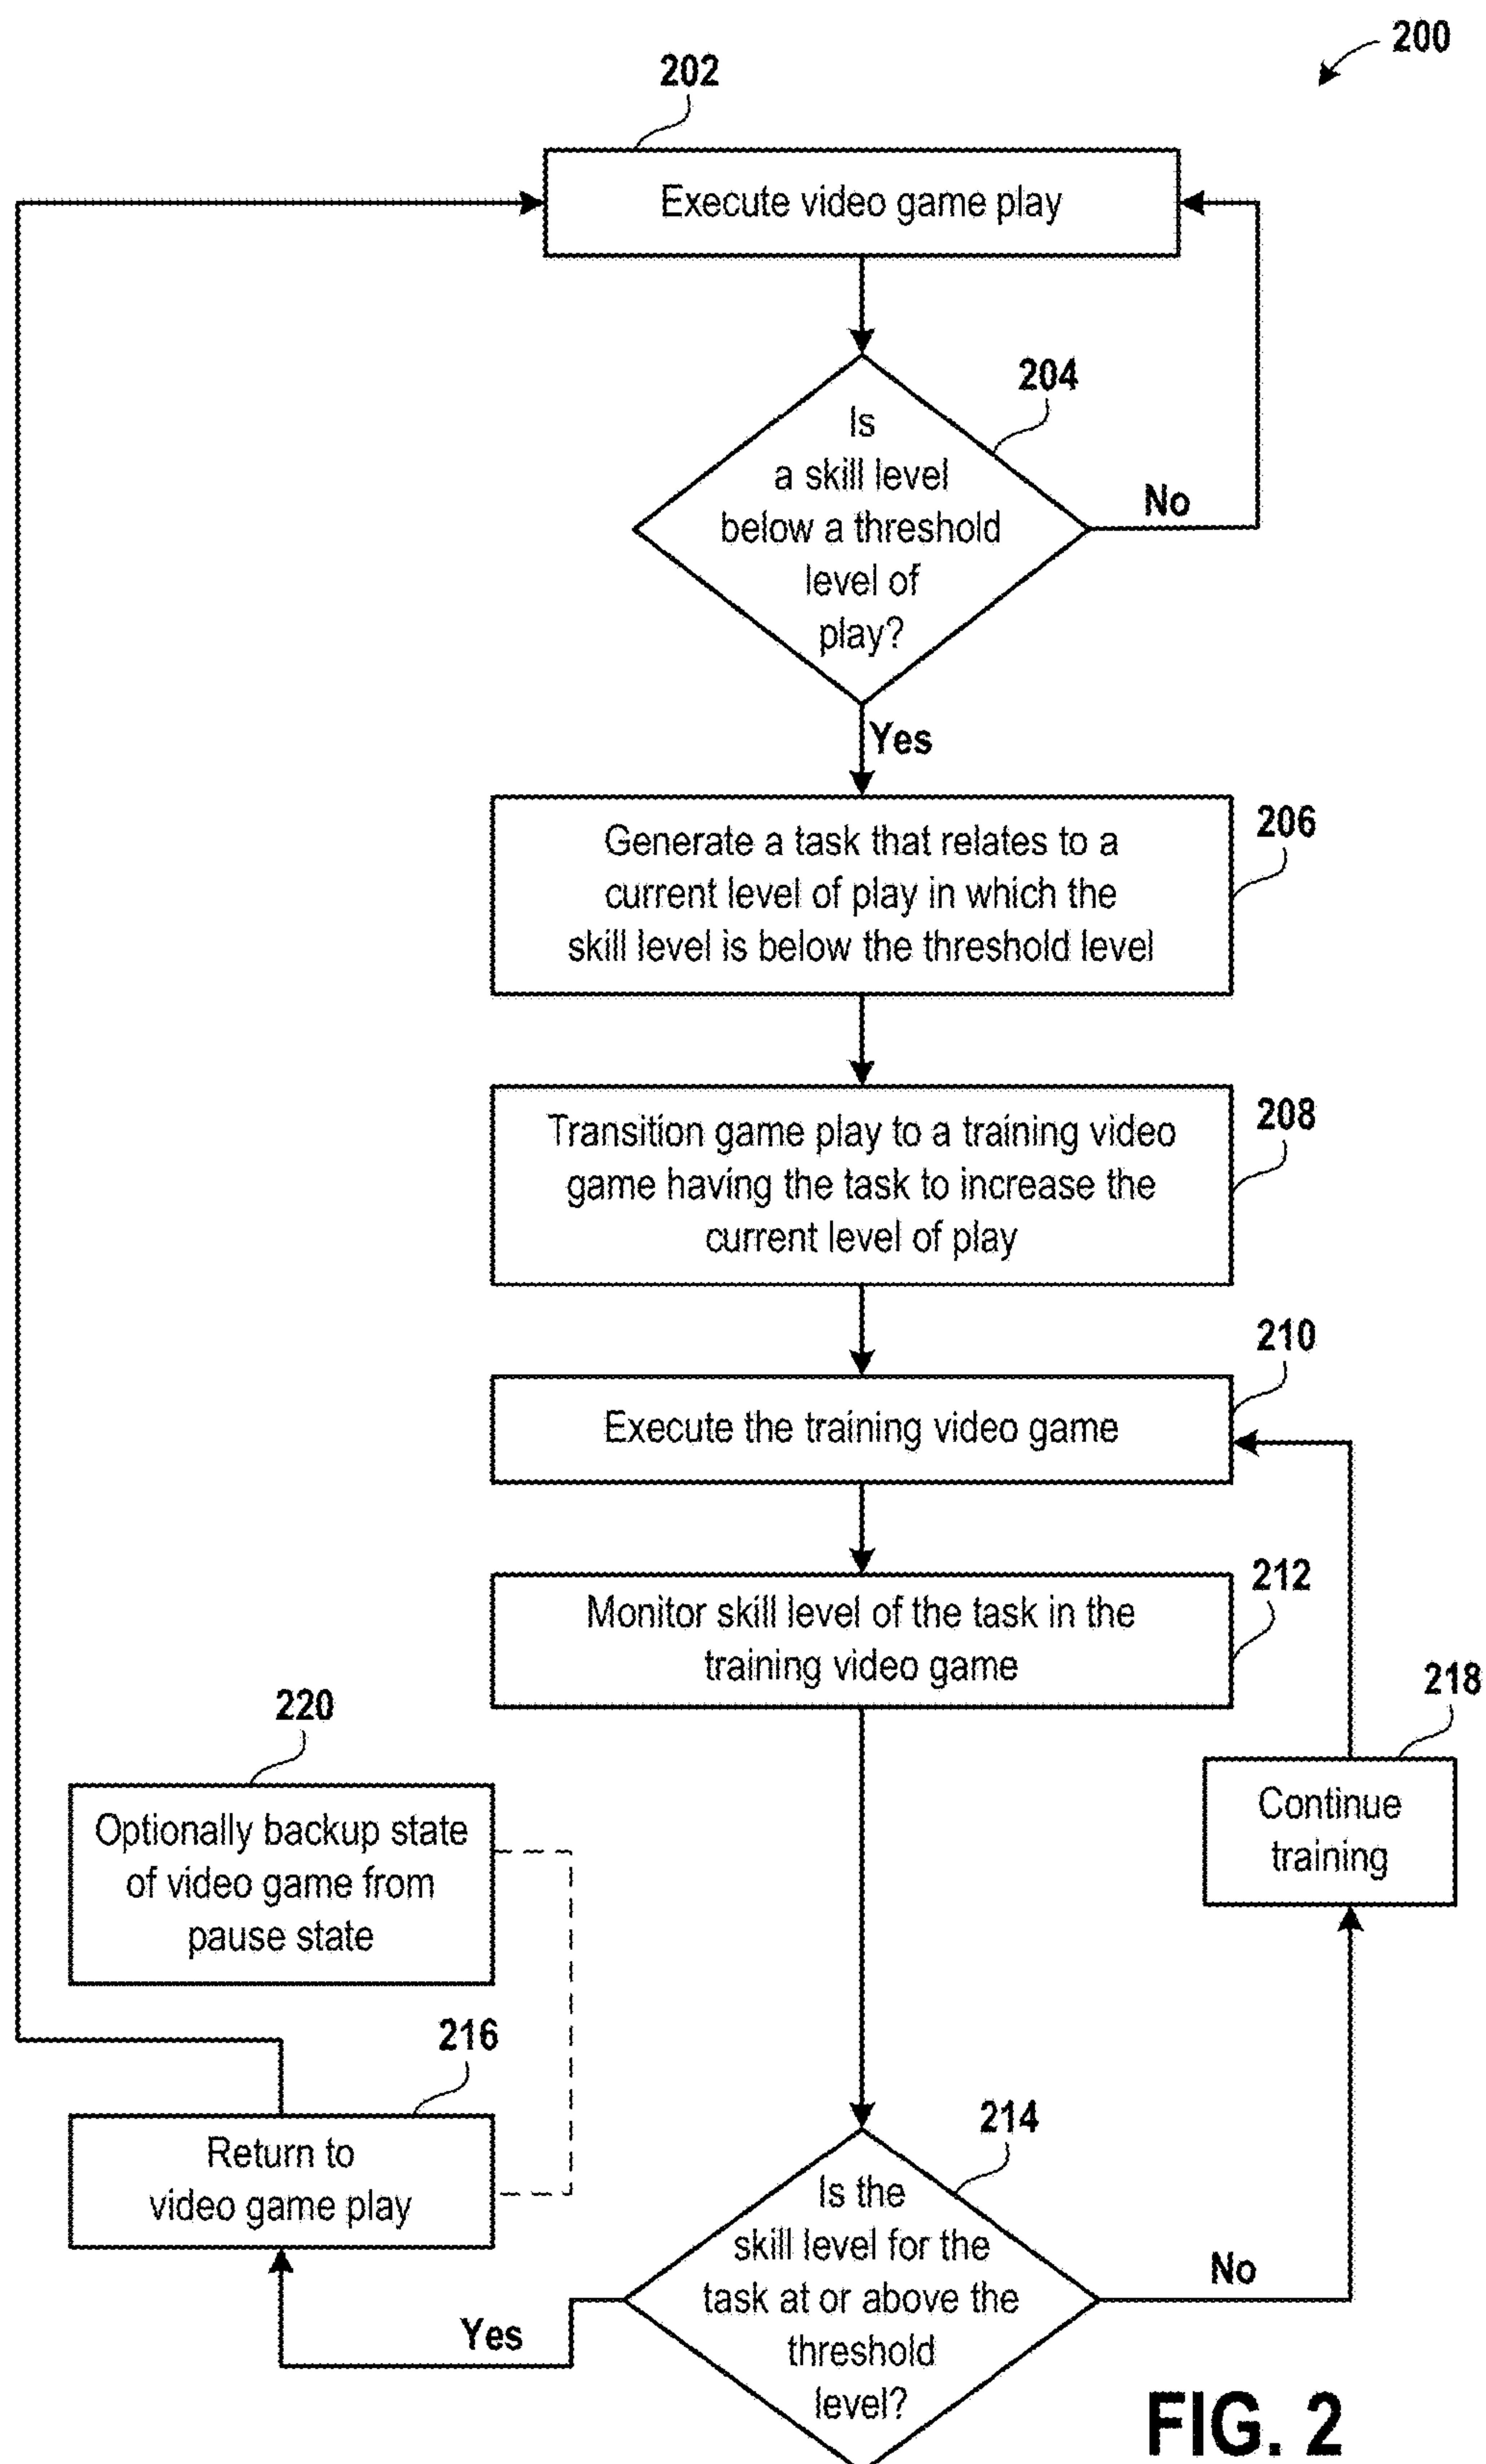 200
202
Execute video game play
204
Is
a skill level
below a threshold
level of
play?
No
Yes
206
Generate a task that relates to a
current level of play in which the
skill level is below the threshold level
208
Transition game play to a training video
game having the task to increase the
current level of play
210
Execute the training video game
212
Monitor skill level of the task in the
training video game
218
Continue
training
220
Optionally backup state
of video game from
pause state
216
Return to
video game play
214
Is the
skill level for the
task at or above the
threshold
level?
No
Yes
FIG. 2